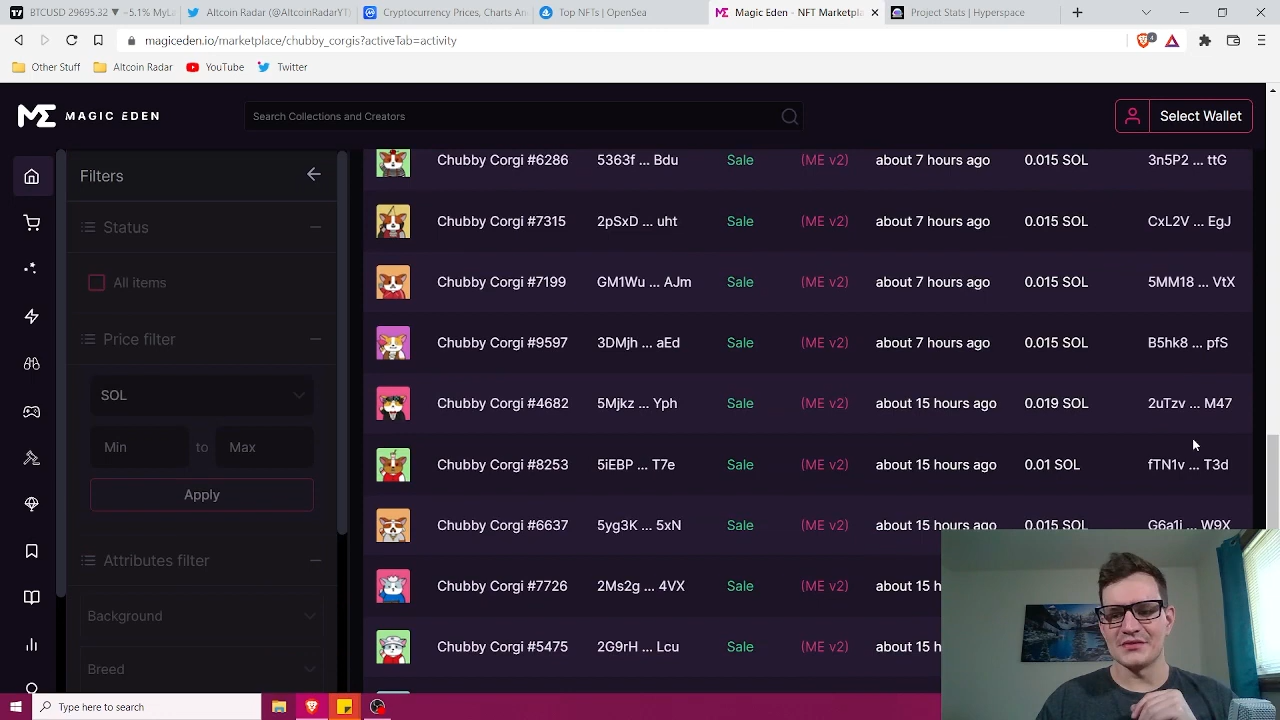 BTCUSD 29695.32 ▼ −5.1% MyLi
Altcoin Radar (@AltcoinRadarYT)
Cryptocurrency Prices, Charts An
Top NFTs | OpenSea
Magic Eden - NFT Marketpla
Project Stats | Hyperspace
magiceden.io/marketplace/chubby_corgis?activeTab=activity
4
Other Stuff
Altcoin Radar
YouTube
Twitter
MAGIC EDEN
Search Collections and Creators
Select Wallet
Filters
Status
All items
Price filter
SOL
Min to Max
Apply
Attributes filter
Background
Breed
Chubby Corgi #6286 5363f ... Bdu Sale (ME v2) about 7 hours ago 0.015 SOL 3n5P2 ... ttG
Chubby Corgi #7315 2pSxD ... uht Sale (ME v2) about 7 hours ago 0.015 SOL CxL2V ... EgJ
Chubby Corgi #7199 GM1Wu ... AJm Sale (ME v2) about 7 hours ago 0.015 SOL 5MM18 ... VtX
Chubby Corgi #9597 3DMjh ... aEd Sale (ME v2) about 7 hours ago 0.015 SOL B5hk8 ... pfS
Chubby Corgi #4682 5Mjkz ... Yph Sale (ME v2) about 15 hours ago 0.019 SOL 2uTzv ... M47
Chubby Corgi #8253 5iEBP ... T7e Sale (ME v2) about 15 hours ago 0.01 SOL fTN1v ... T3d
Chubby Corgi #6637 5yg3K ... 5xN Sale (ME v2) about 15 hours ago 0.015 SOL G6a1j ... W9X
Chubby Corgi #7726 2Ms2g ... 4VX Sale (ME v2) about 15 h
Chubby Corgi #5475 2G9rH ... Lcu Sale (ME v2) about 15 h
Type here to search